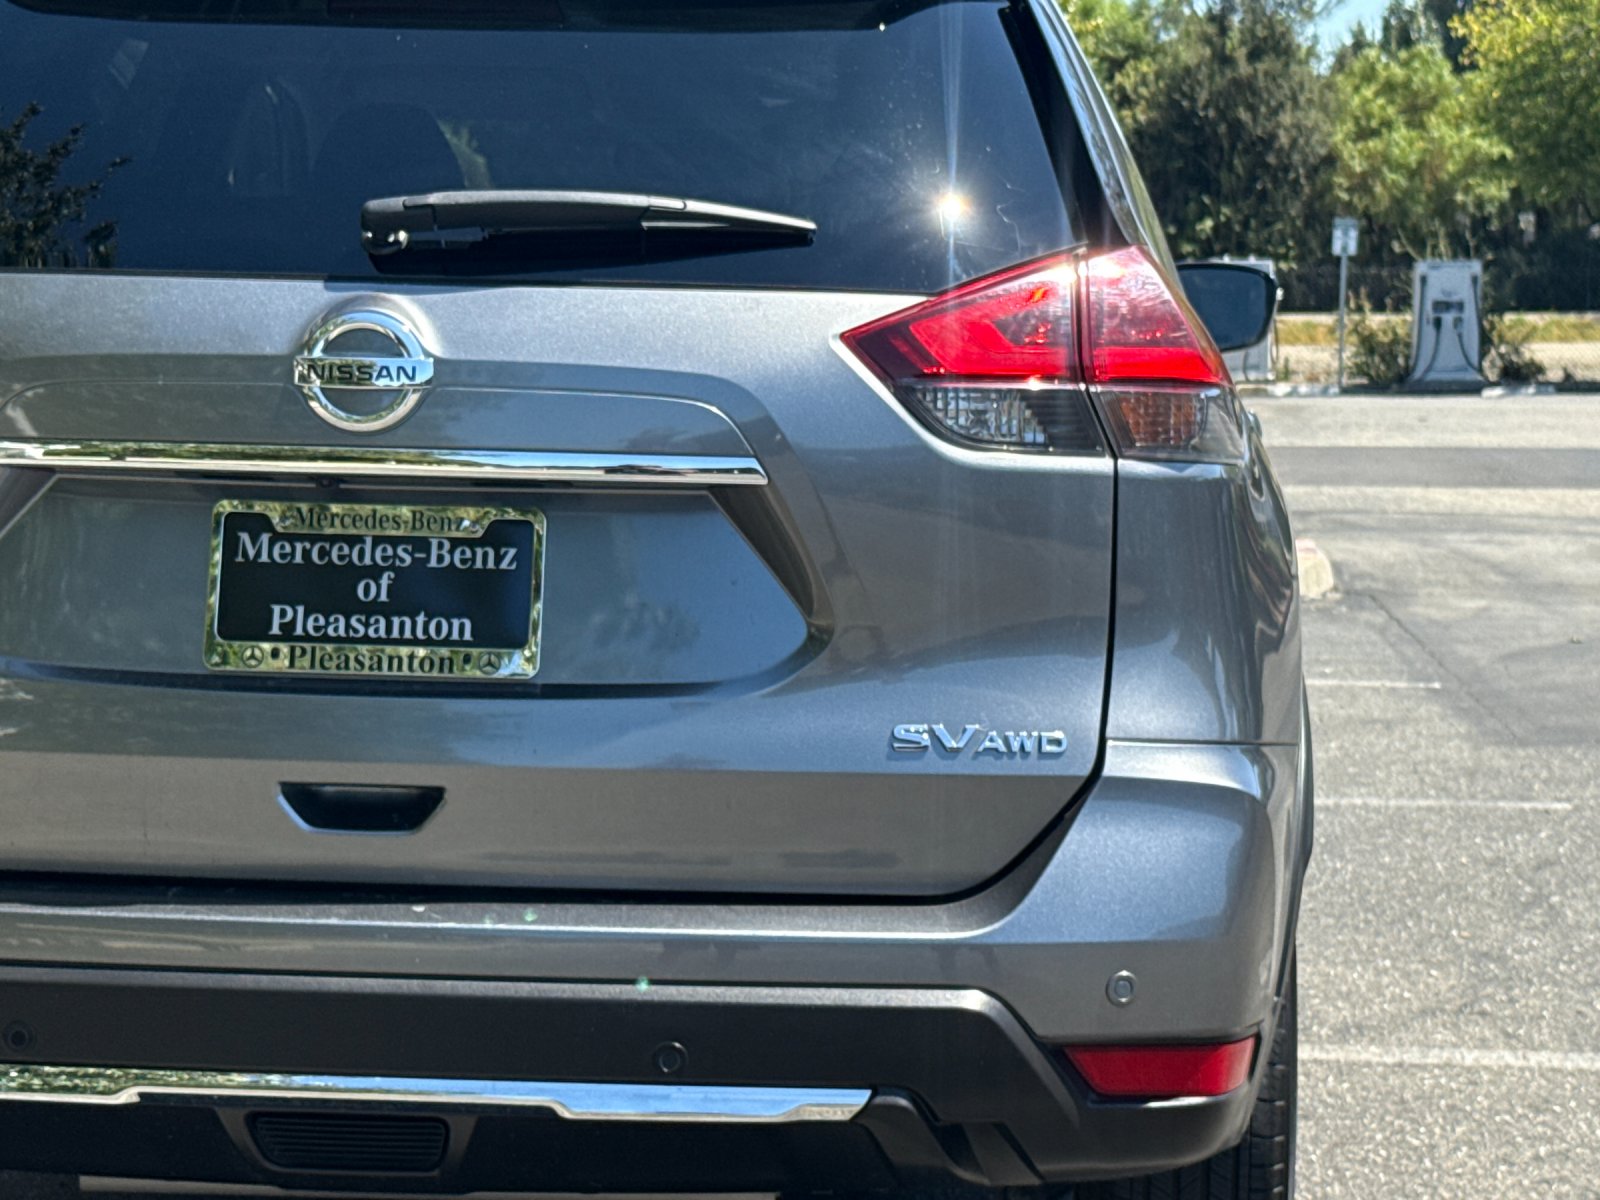 NISSAN
Mercedes-Benz
Mercedes-Benz
of
Pleasanton
Pleasanton
SV AWD